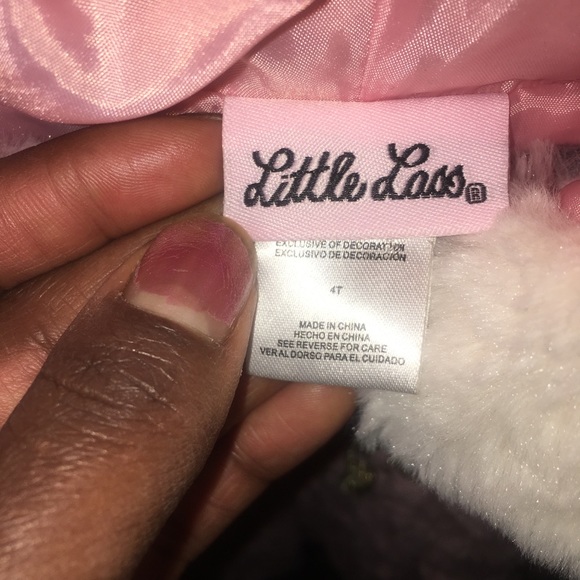 Little Lass®
EXCLUSIVE OF DECORATION
EXCLUSIVO DE DECORACIÓN
4T
MADE IN CHINA
HECHO EN CHINA
SEE REVERSE FOR CARE
VER AL DORSO PARA EL CUIDADO